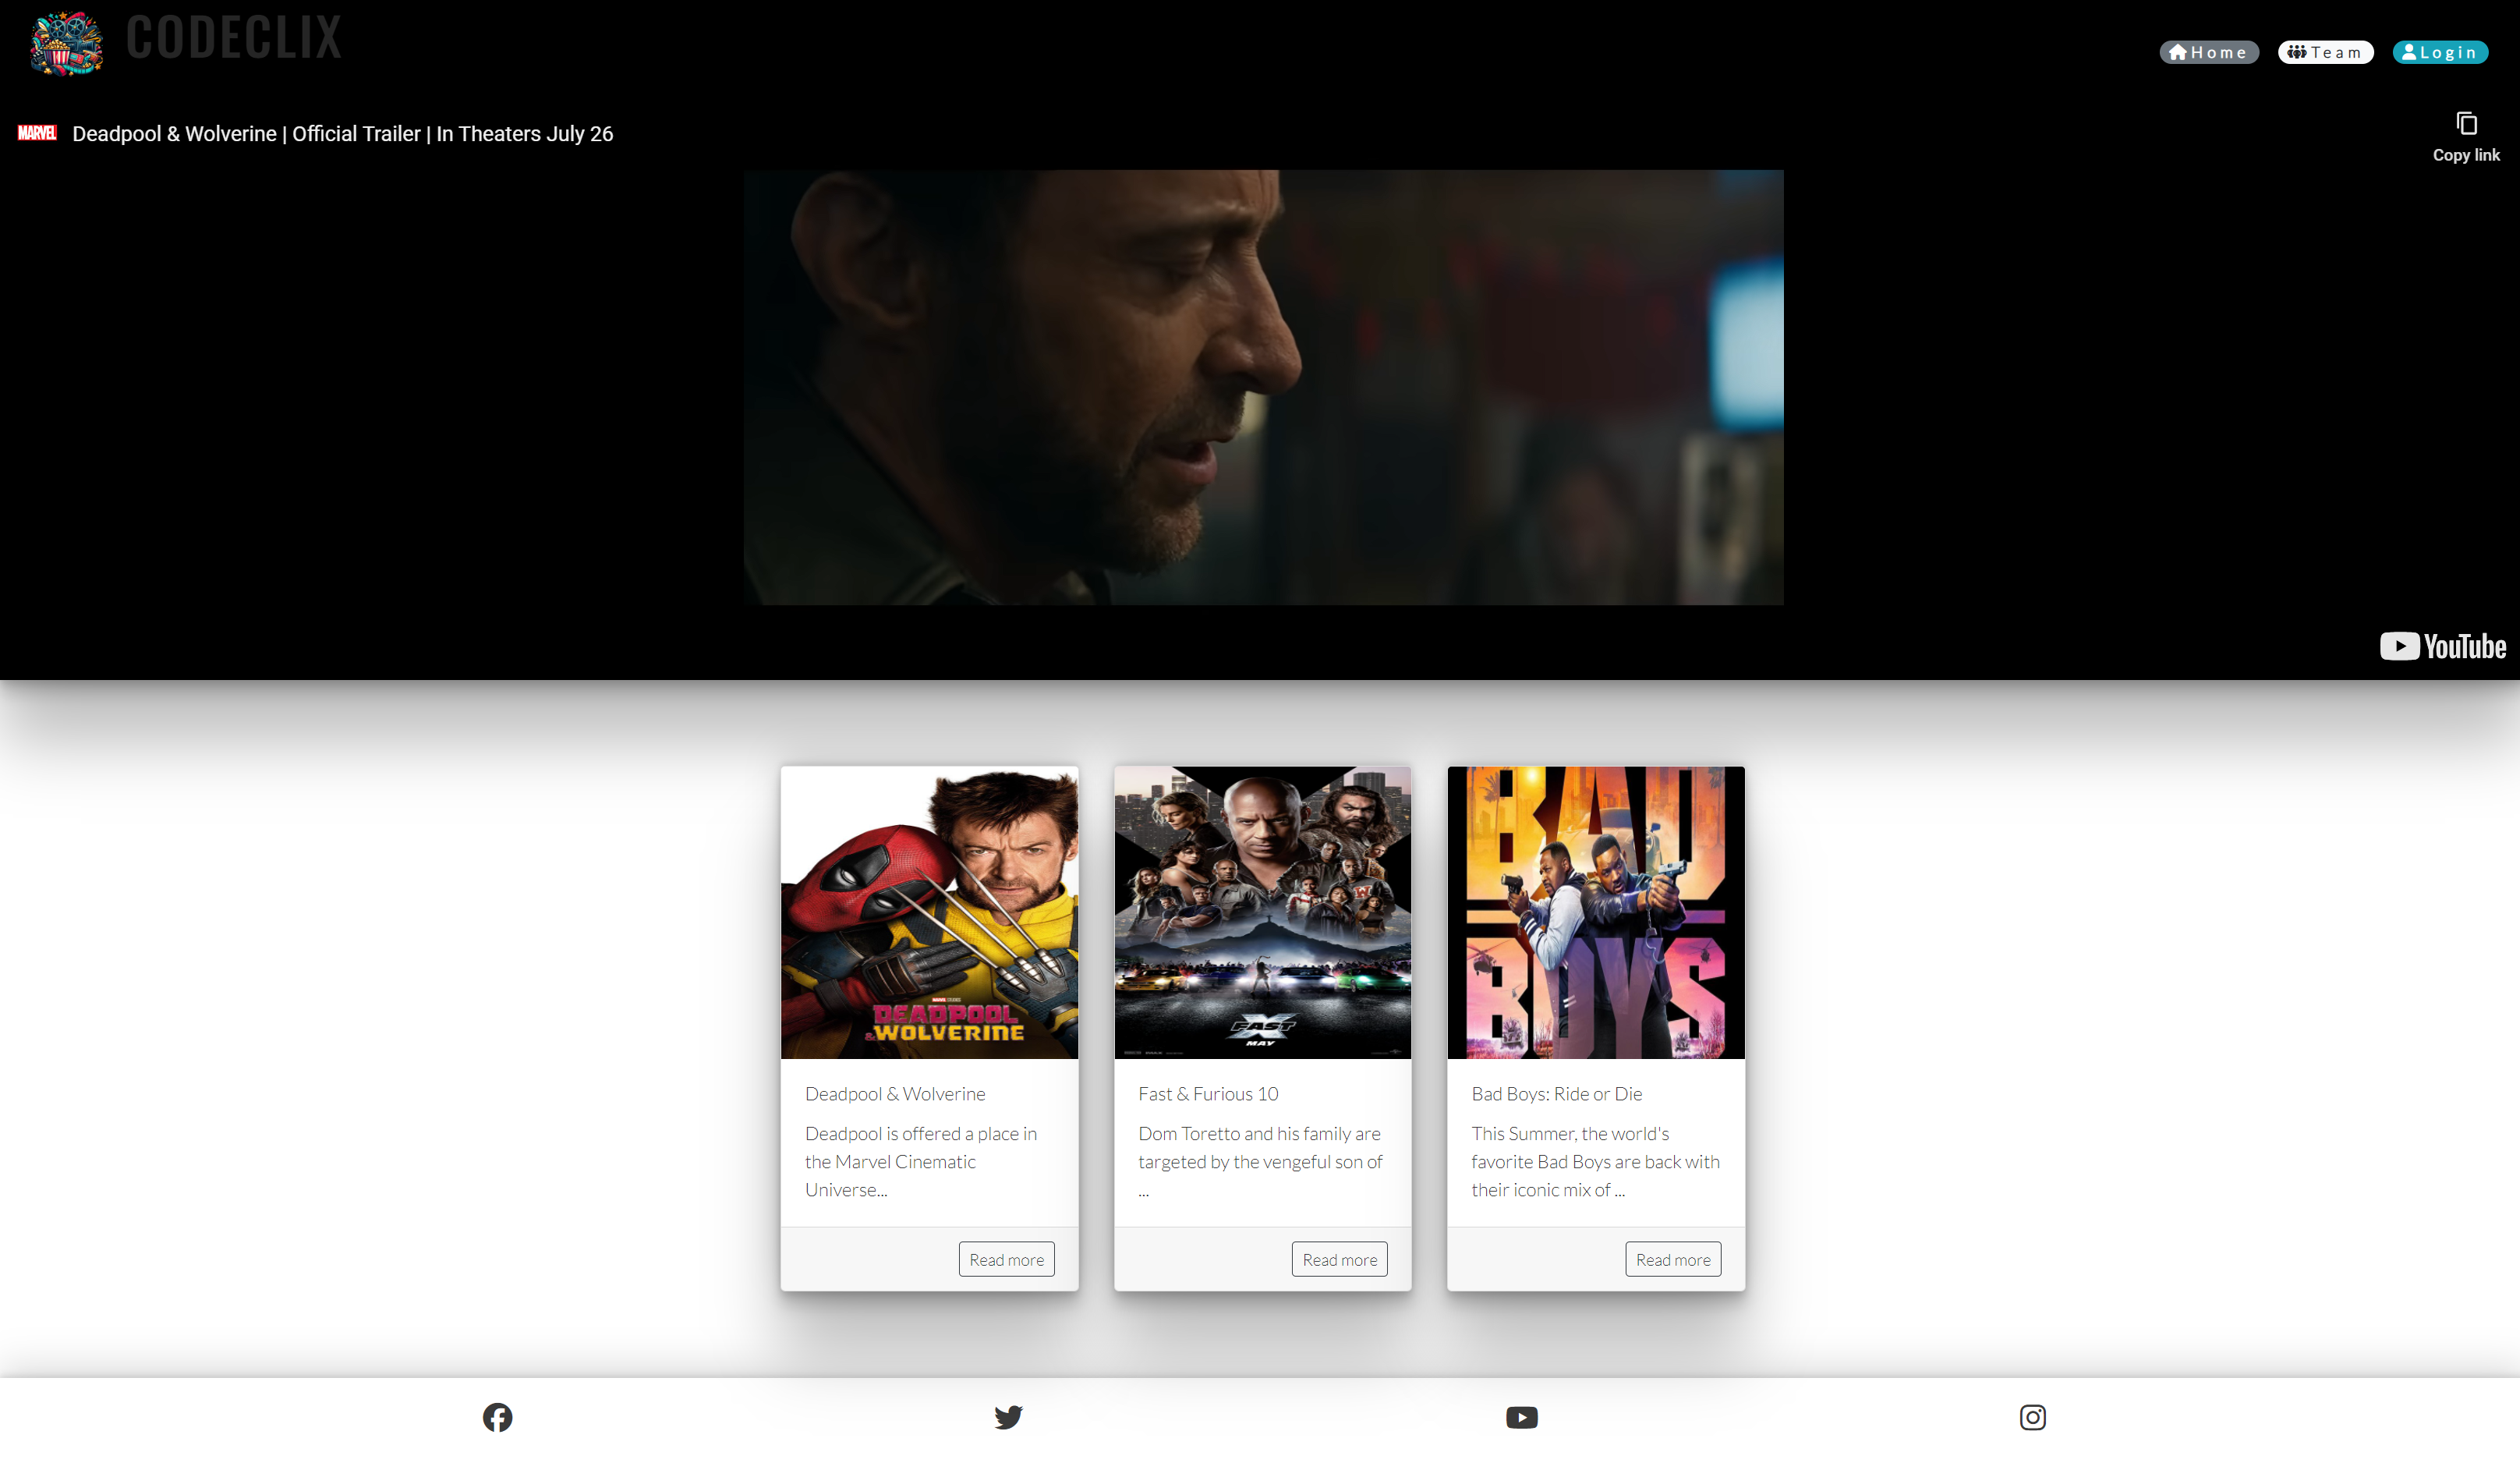 CODECLIX
Home
Team
Login
MARVEL
Deadpool & Wolverine | Official Trailer | In Theaters July 26
Copy link
YouTube
DEADPOOL
& WOLVERINE
FAST X
MAY
BAD
BOYS
Deadpool & Wolverine
Deadpool is offered a place in
the Marvel Cinematic
Universe...
Read more
Fast & Furious 10
Dom Toretto and his family are
targeted by the vengeful son of
...
Read more
Bad Boys: Ride or Die
This Summer, the world's
favorite Bad Boys are back with
their iconic mix of ...
Read more